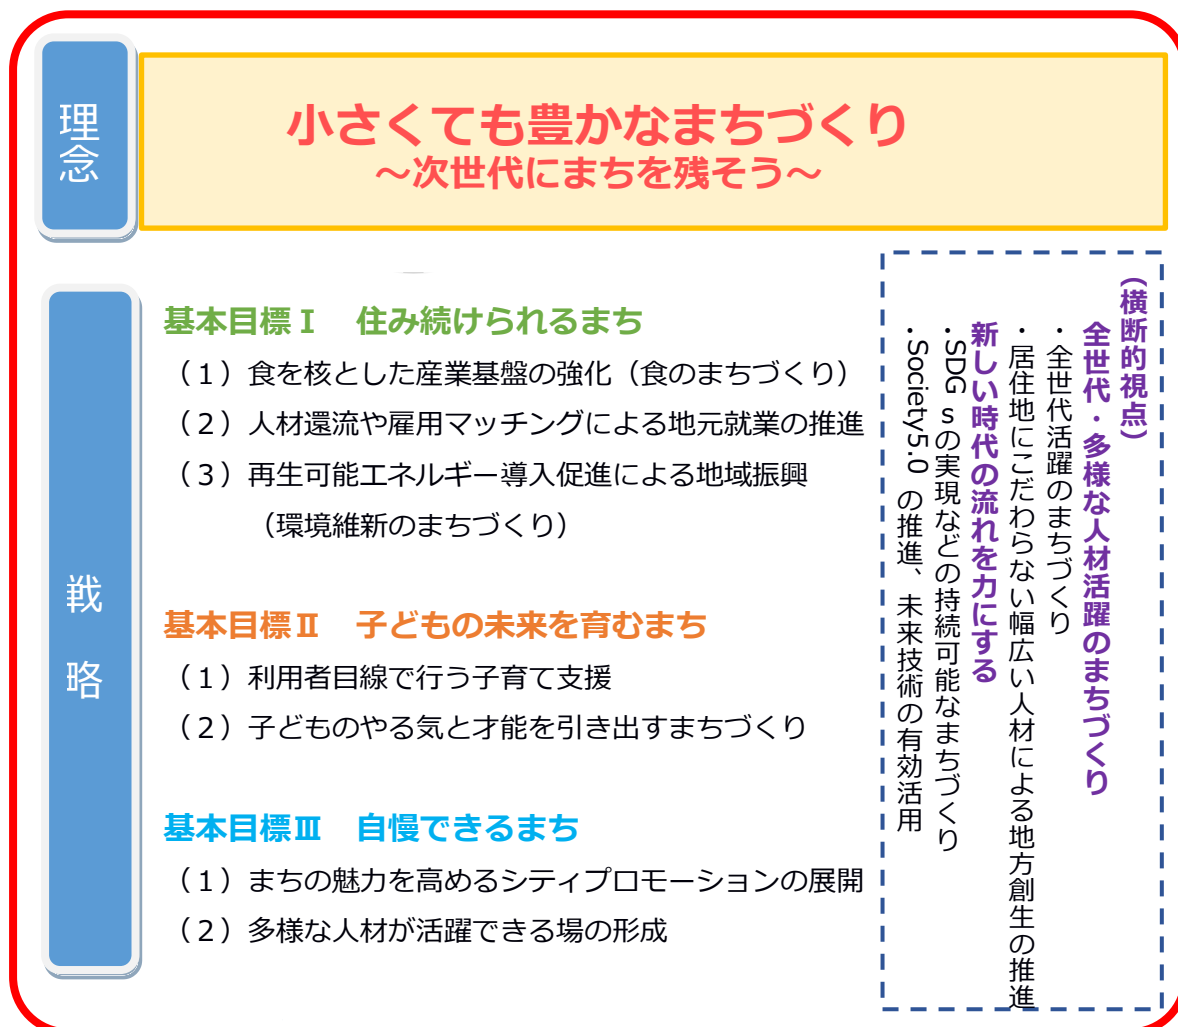 理念
小さくても豊かなまちづくり
～次世代にまちを残そう～
戦略
基本目標Ⅰ　住み続けられるまち
（１）食を核とした産業基盤の強化（食のまちづくり）
（２）人材還流や雇用マッチングによる地元就業の推進
（３）再生可能エネルギー導入促進による地域振興
（環境維新のまちづくり）
基本目標Ⅱ　子どもの未来を育むまち
（１）利用者目線で行う子育て支援
（２）子どものやる気と才能を引き出すまちづくり
基本目標Ⅲ　自慢できるまち
（１）まちの魅力を高めるシティプロモーションの展開
（２）多様な人材が活躍できる場の形成
（横断的視点）
全世代・多様な人材活躍のまちづくり
・全世代活躍のまちづくり
・居住地にこだわらない幅広い人材による地方創生の推進
新しい時代の流れを力にする
・SDGｓの実現などの持続可能なまちづくり
・Society5.0 の推進、未来技術の有効活用